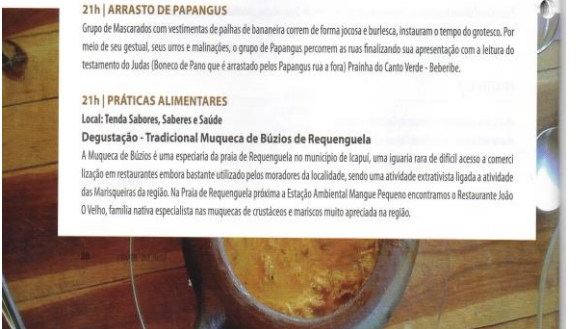 21h | ARRASTO DE PAPANGUS
Grupo de Mascarados com vestimentas de palhas de bananeira correm de forma jocosa e burlesca, instauram o tempo do grotesco. Por
meio de seu gestual, seus urros e malinações, o grupo de Papangus percorrem as ruas finalizando sua apresentação com a leitura do
testamento do Judas (Boneco de Pano que é arrastado pelos Papangus rua a fora) Prainha do Canto Verde - Beberibe.
21h | PRÁTICAS ALIMENTARES
Local: Tenda Sabores, Saberes e Saúde
Degustação - Tradicional Muqueca de Búzios de Requenguela
A Muqueca de Búzios é uma especiaria da praia de Requenguela no município de Icapuí, uma iguaria rara de difícil acesso a comerci
lização em restaurantes embora bastante utilizado pelos moradores da localidade, sendo uma atividade extrativista ligada a atividade
das Marisqueiras da região. Na Praia de Requenguela próxima a Estação Ambiental Mangue Pequeno encontramos o Restaurante João
O Velho, família nativa especialista nas muquecas de crustáceos e mariscos muito apreciada na região.